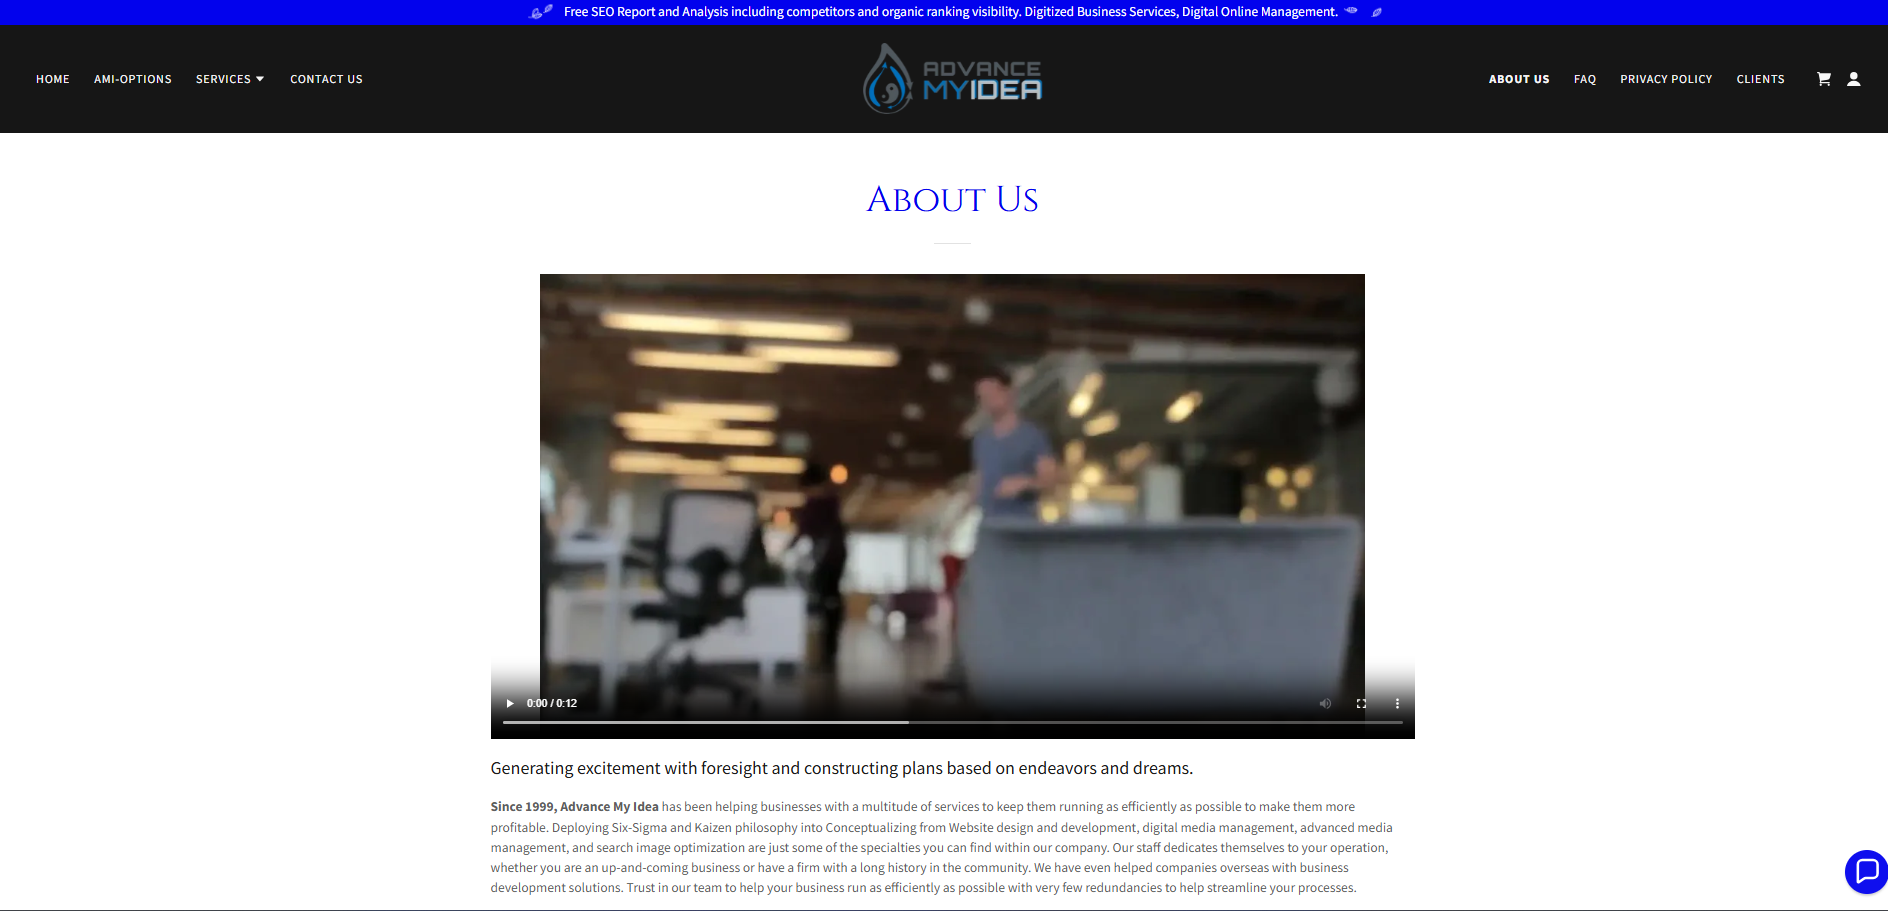 Free SEO Report and Analysis including competitors and organic ranking visibility. Digitized Business Services, Digital Online Management.
HOME
AMI-OPTIONS
SERVICES
CONTACT US
ADVANCE
MYIDEA
ABOUT US
FAQ
PRIVACY POLICY
CLIENTS
About Us
0:00 / 0:12
Generating excitement with foresight and constructing plans based on endeavors and dreams.
Since 1999, Advance My Idea has been helping businesses with a multitude of services to keep them running as efficiently as possible to make them more
profitable. Deploying Six-Sigma and Kaizen philosophy into Conceptualizing from Website design and development, digital media management, advanced media
management, and search image optimization are just some of the specialties you can find within our company. Our staff dedicates themselves to your operation,
whether you are an up-and-coming business or have a firm with a long history in the community. We have even helped companies overseas with business
development solutions. Trust in our team to help your business run as efficiently as possible with very few redundancies to help streamline your processes.